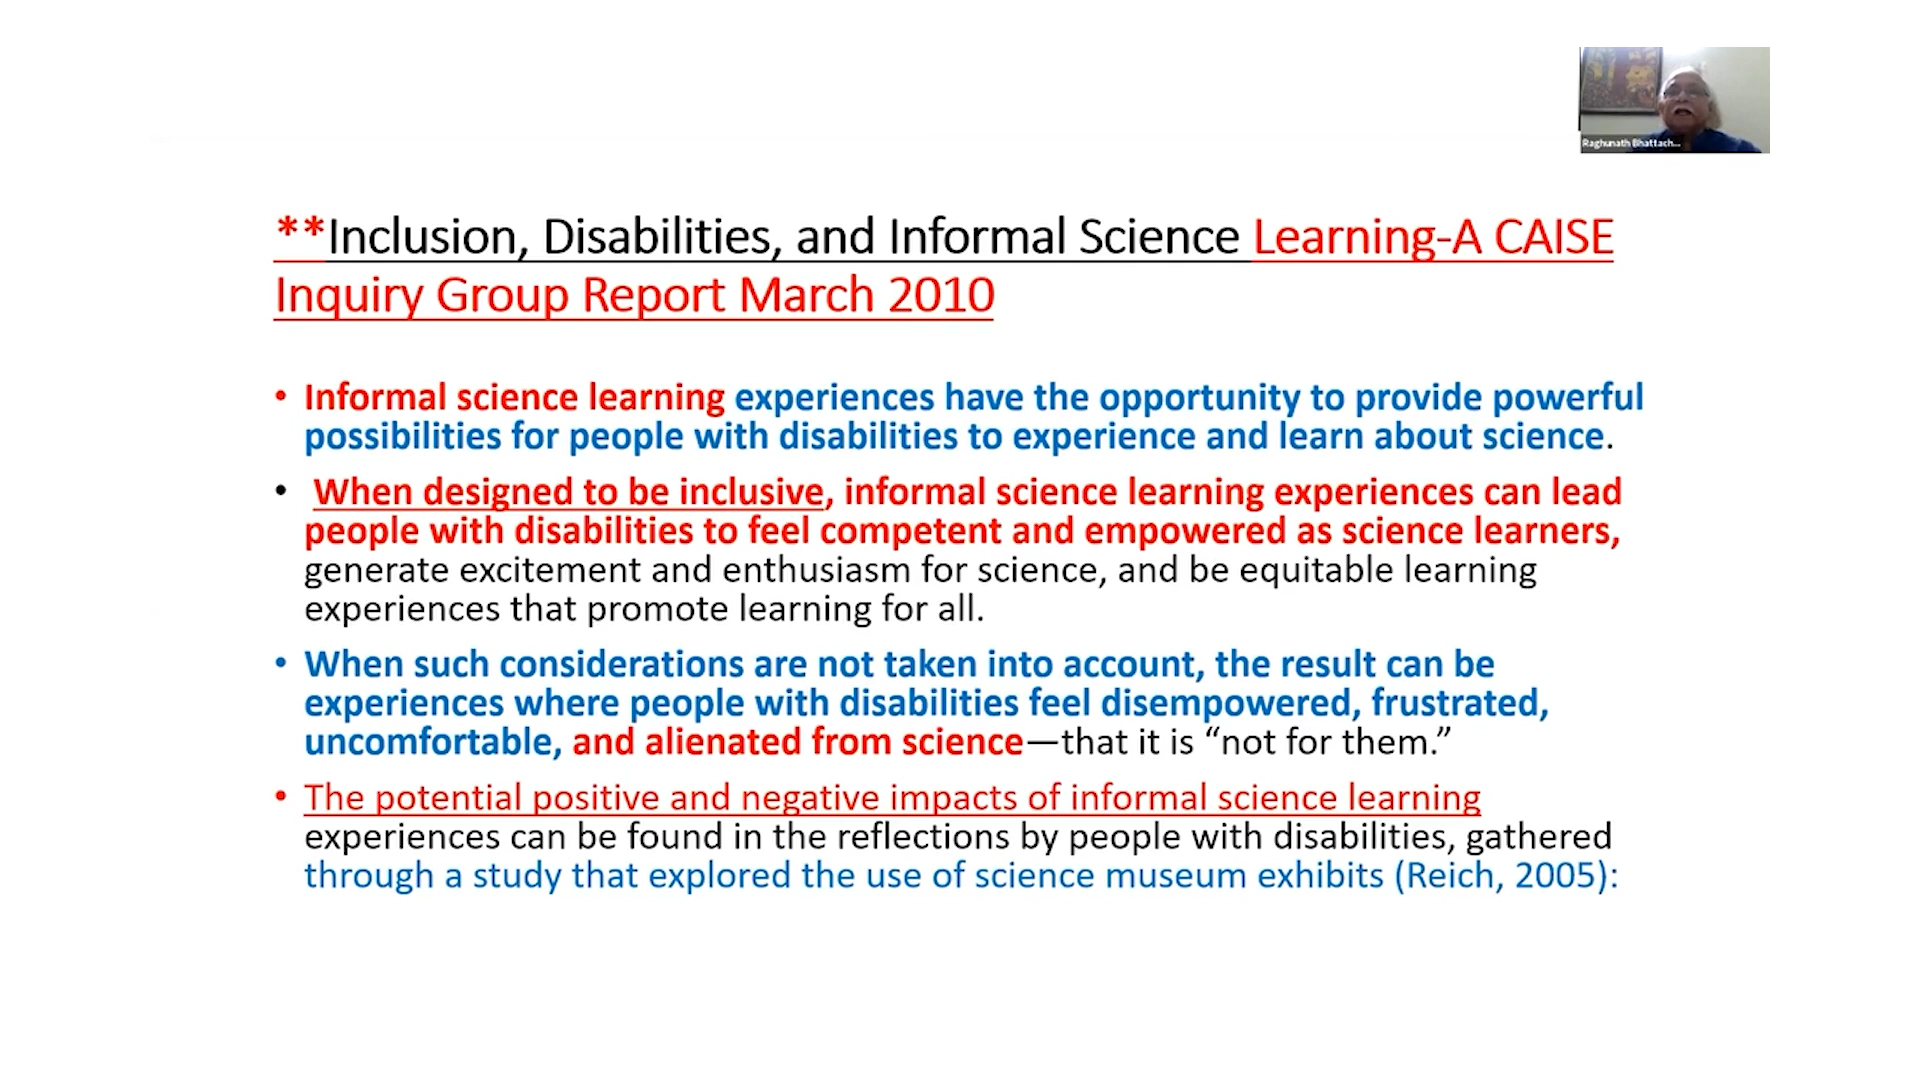 Raghunath Bhattach...
**Inclusion, Disabilities, and Informal Science Learning-A CAISE
Inquiry Group Report March 2010
• Informal science learning experiences have the opportunity to provide powerful
possibilities for people with disabilities to experience and learn about science.
• When designed to be inclusive, informal science learning experiences can lead
people with disabilities to feel competent and empowered as science learners,
generate excitement and enthusiasm for science, and be equitable learning
experiences that promote learning for all.
• When such considerations are not taken into account, the result can be
experiences where people with disabilities feel disempowered, frustrated,
uncomfortable, and alienated from science—that it is “not for them.”
• The potential positive and negative impacts of informal science learning
experiences can be found in the reflections by people with disabilities, gathered
through a study that explored the use of science museum exhibits (Reich, 2005):